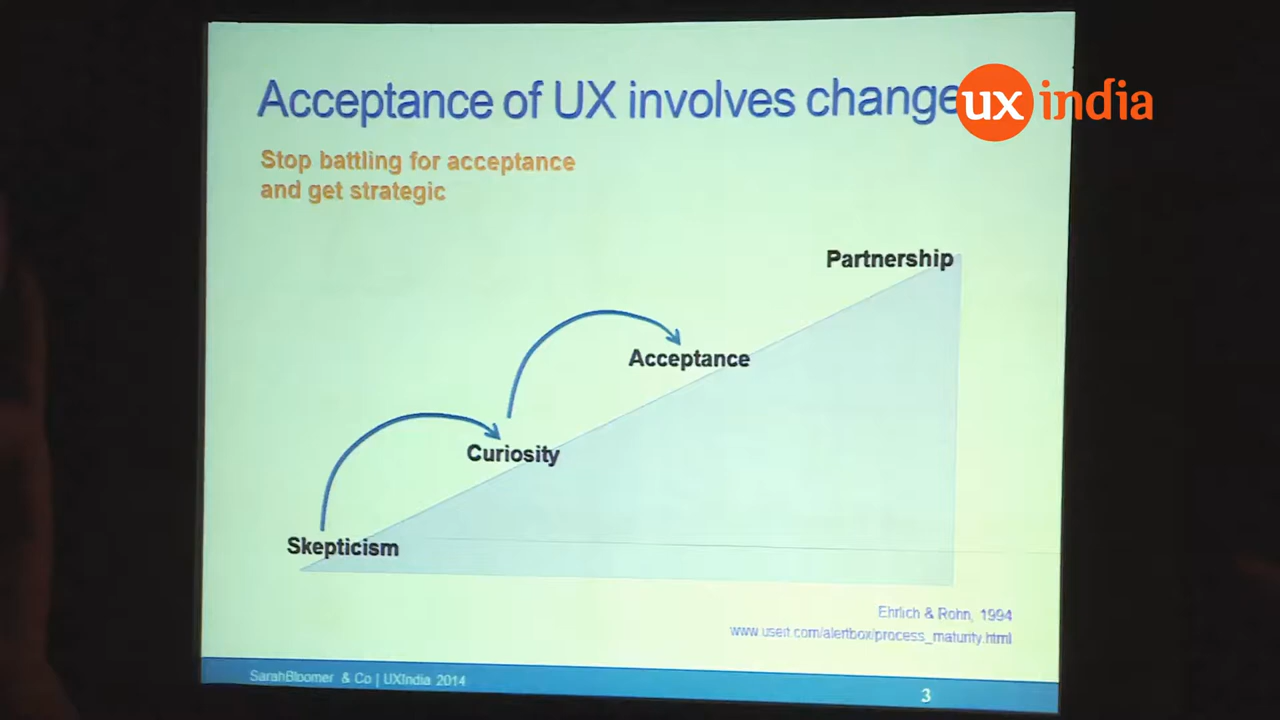 Acceptance of UX involves change
ux india
Stop battling for acceptance
and get strategic
Partnership
Acceptance
Curiosity
Skepticism
Ehrlich & Rohn, 1994
www.useit.com/alertbox/process_maturity.html
SarahBloomer & Co | UXIndia 2014
3